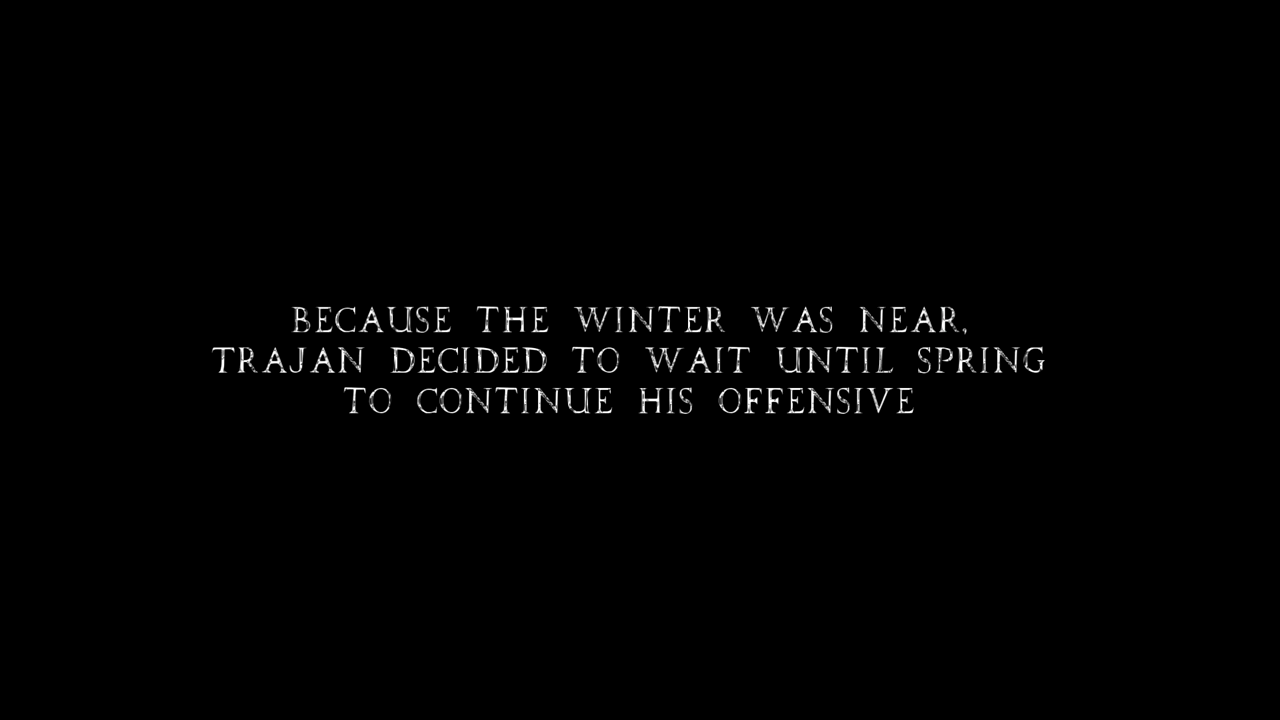 BECAUSE THE WINTER WAS NEAR,
TRAJAN DECIDED TO WAIT UNTIL SPRING
TO CONTINUE HIS OFFENSIVE